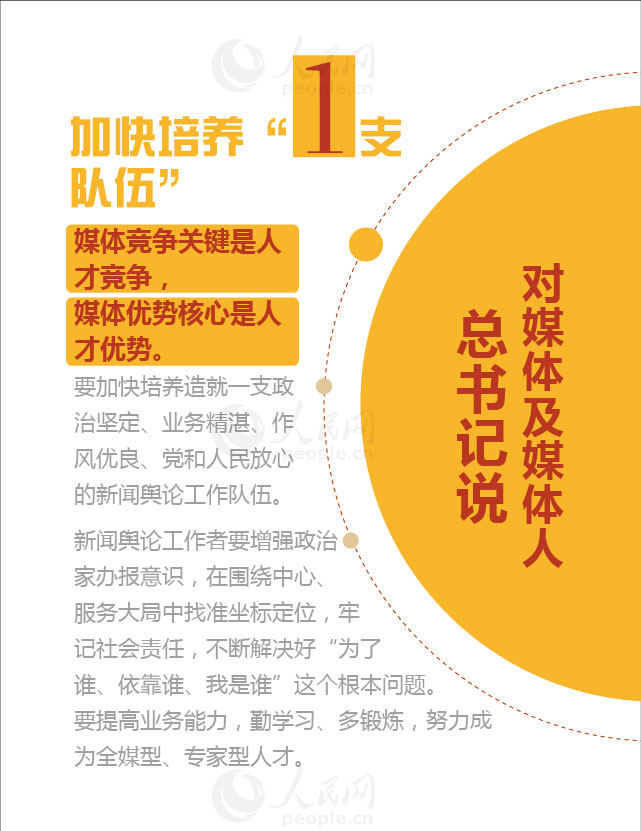 人民网
people.cn
加快培养“1支
队伍”
媒体竞争关键是人
才竞争，
媒体优势核心是人
才优势。
要加快培养造就一支政
治坚定、业务精湛、作
风优良、党和人民放心
的新闻舆论工作队伍。
人民网
people.cn
新闻舆论工作者要增强政治
家办报意识，在围绕中心、
服务大局中找准坐标定位，牢
记社会责任，不断解决好“为了
谁、依靠谁、我是谁”这个根本问题。
要提高业务能力，勤学习、多锻炼，努力成
为全媒型、专家型人才。
人民网
people.cn
对媒体及媒体人
总书记说